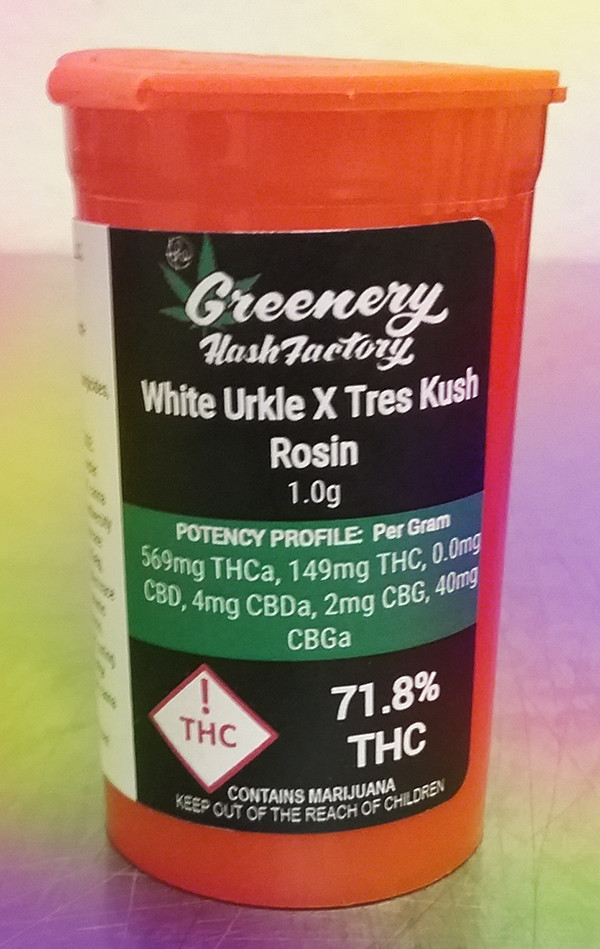 Greenery
Hash Factory
White Urkle X Tres Kush
Rosin
1.0g
POTENCY PROFILE: Per Gram
569mg THCa, 149mg THC, 0.0mg
CBD, 4mg CBDa, 2mg CBG, 40mg
CBGa
!
THC
71.8%
THC
CONTAINS MARIJUANA
KEEP OUT OF THE REACH OF CHILDREN